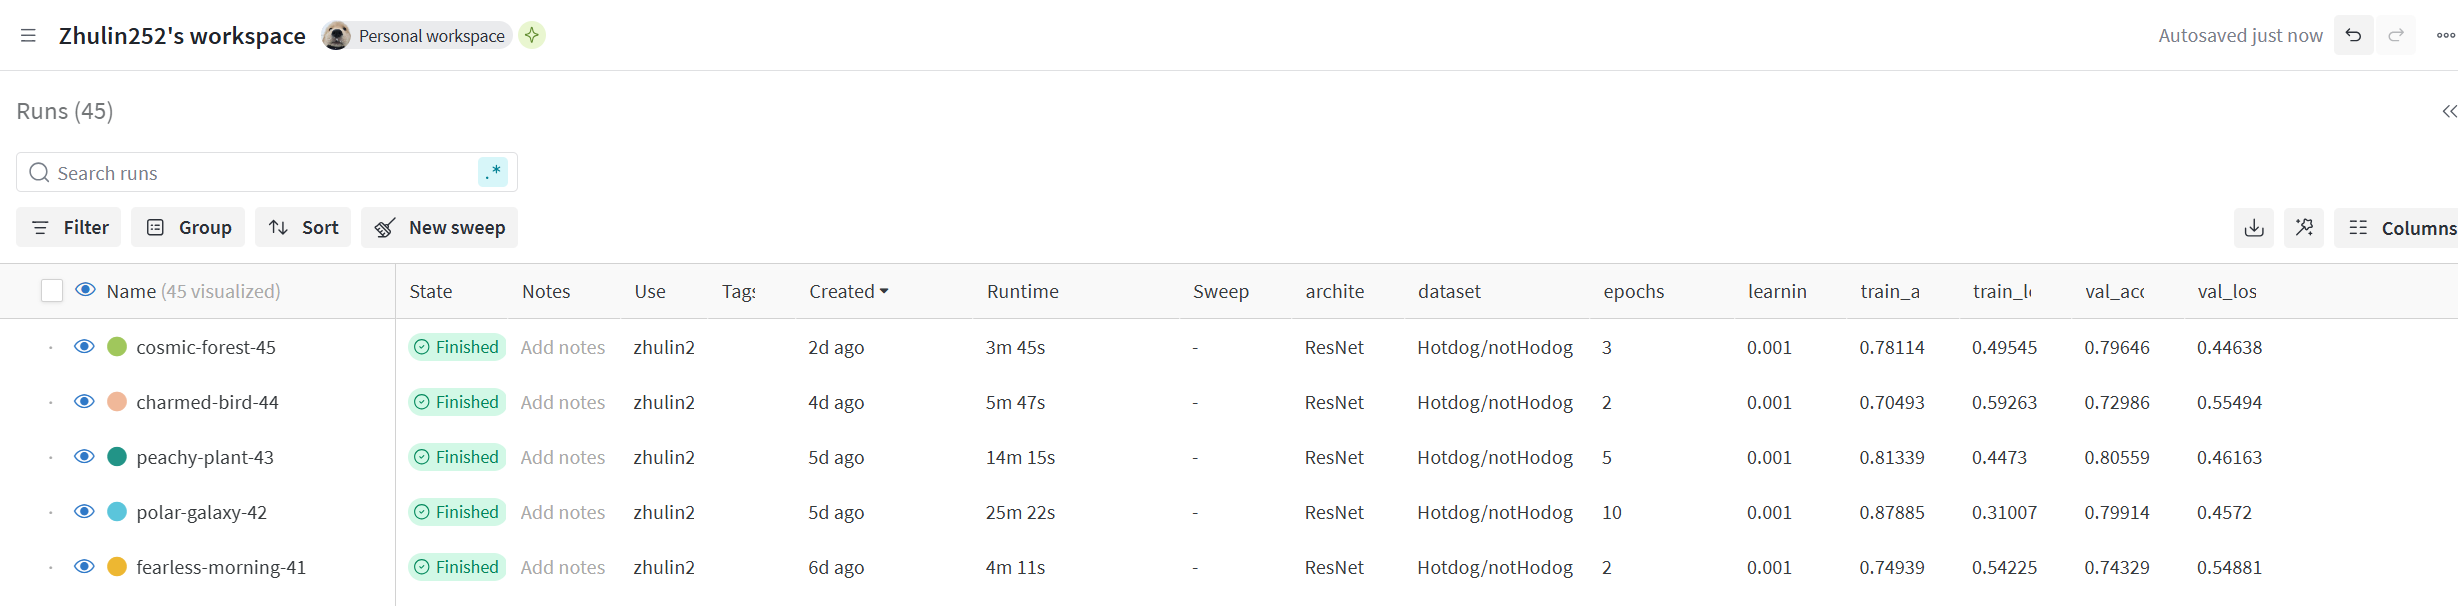 Zhulin252's workspace Personal workspace Autosaved just now
Runs (45)
Search runs .*
Filter Group Sort New sweep Columns
Name (45 visualized) State Notes Use Tags Created Runtime Sweep archite dataset epochs learnin train_a train_lo val_acc val_los
cosmic-forest-45 Finished Add notes zhulin2 2d ago 3m 45s - ResNet Hotdog/notHodog 3 0.001 0.78114 0.49545 0.79646 0.44638
charmed-bird-44 Finished Add notes zhulin2 4d ago 5m 47s - ResNet Hotdog/notHodog 2 0.001 0.70493 0.59263 0.72986 0.55494
peachy-plant-43 Finished Add notes zhulin2 5d ago 14m 15s - ResNet Hotdog/notHodog 5 0.001 0.81339 0.4473 0.80559 0.46163
polar-galaxy-42 Finished Add notes zhulin2 5d ago 25m 22s - ResNet Hotdog/notHodog 10 0.001 0.87885 0.31007 0.79914 0.4572
fearless-morning-41 Finished Add notes zhulin2 6d ago 4m 11s - ResNet Hotdog/notHodog 2 0.001 0.74939 0.54225 0.74329 0.54881